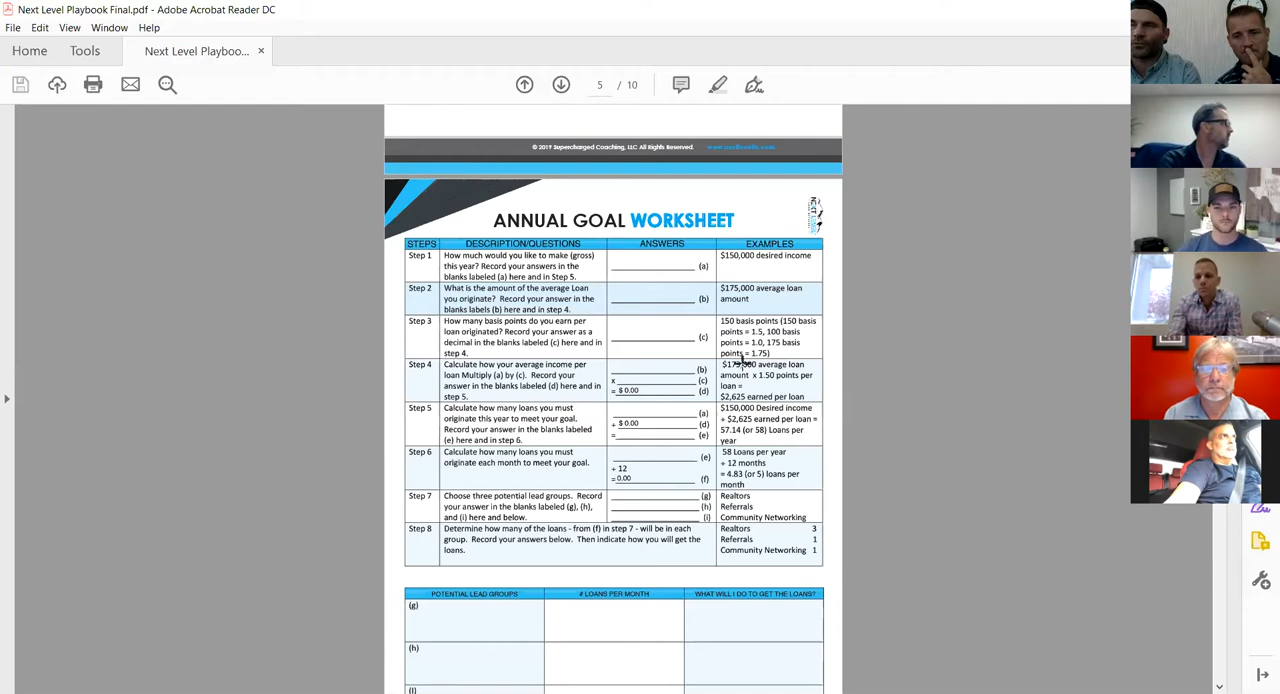 Next Level Playbook Final.pdf - Adobe Acrobat Reader DC
File Edit View Window Help
Home Tools Next Level Playboo... ×
5 / 10
© 2019 Supercharged Coaching, LLC All Rights Reserved.
ANNUAL GOAL WORKSHEET
STEPS DESCRIPTION/QUESTIONS ANSWERS EXAMPLES
Step 1 How much would you like to make (gross) $150,000 desired income
this year? Record your answers in the (a)
blanks labeled (a) here and in Step 5.
Step 2 What is the amount of the average Loan $175,000 average loan
you originate? Record your answer in the (b) amount
blanks labels (b) here and in step 4.
Step 3 How many basis points do you earn per 150 basis points (150 basis
loan originated? Record your answer as a points = 1.5, 100 basis
decimal in the blanks labeled (c) here and in (c) points = 1.0, 175 basis
step 4. points = 1.75)
Step 4 Calculate how your average income per (b) $175,000 average loan
loan Multiply (a) by (c). Record your x (c) amount x 1.50 points per
answer in the blanks labeled (d) here and in = $ 0.00 (d) loan =
step 5. $2,625 earned per loan
Step 5 Calculate how many loans you must (a) $150,000 Desired income
originate this year to meet your goal. ÷ $ 0.00 (d) ÷ $2,625 earned per loan =
Record your answer in the blanks labeled = (e) 57.14 (or 58) Loans per
(e) here and in step 6. year
Step 6 Calculate how many loans you must (e) 58 Loans per year
originate each month to meet your goal. ÷ 12 ÷ 12 months
= 0.00 (f) = 4.83 (or 5) loans per
month
Step 7 Choose three potential lead groups. Record (g) Realtors
your answer in the blanks labeled (g), (h), (h) Referrals
and (i) here and below. (i) Community Networking
Step 8 Determine how many of the loans - from (f) in step 7 - will be in each Realtors 3
group. Record your answers below. Then indicate how you will get the Referrals 1
loans. Community Networking 1
POTENTIAL LEAD GROUPS # LOANS PER MONTH WHAT WILL I DO TO GET THE LOANS?
(g)
(h)